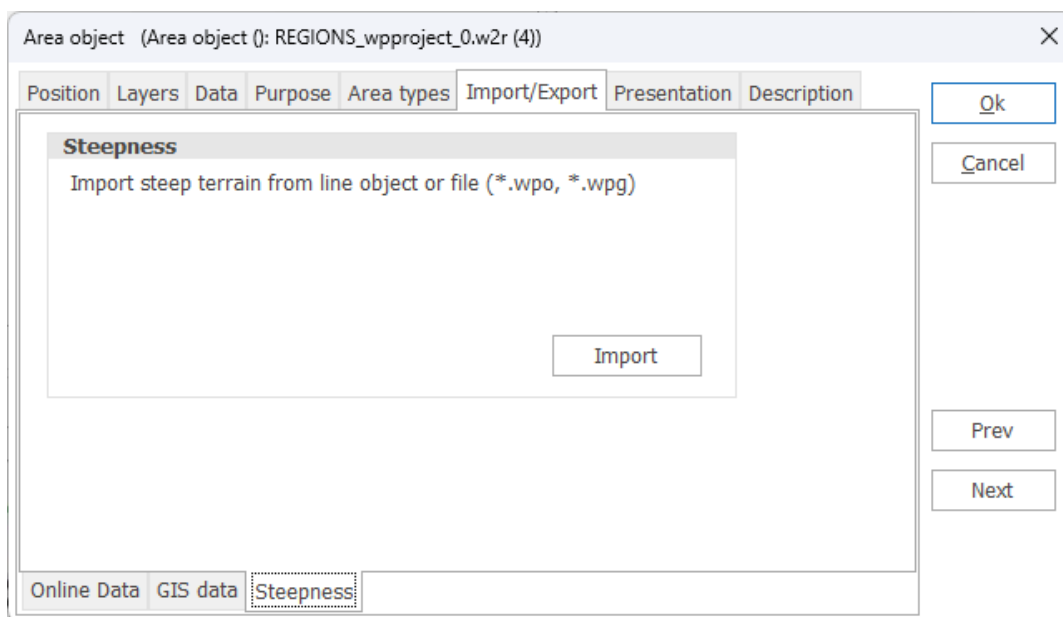 Area object (Area object (): REGIONS_wpproject_0.w2r (4))
Position Layers Data Purpose Area types Import/Export Presentation Description
Ok
Cancel
Steepness
Import steep terrain from line object or file (*.wpo, *.wpg)
Import
Prev
Next
Online Data GIS data Steepness